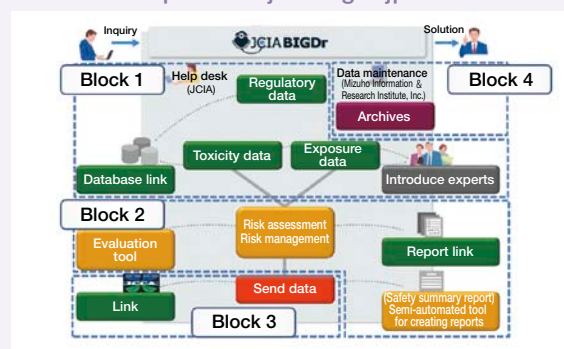 Inquiry
JCIA BIGDr
Solution
Block 1
Help desk
(JCIA)
Regulatory
data
Data maintenance
(Mizuho Information &
Research Institute, Inc.)
Block 4
Archives
Toxicity data
Exposure
data
Database link
Introduce experts
Block 2
Evaluation
tool
Risk assessment
Risk management
Report link
Link
Send data
(Safety summary report)
Semi-automated tool
for creating reports
Block 3